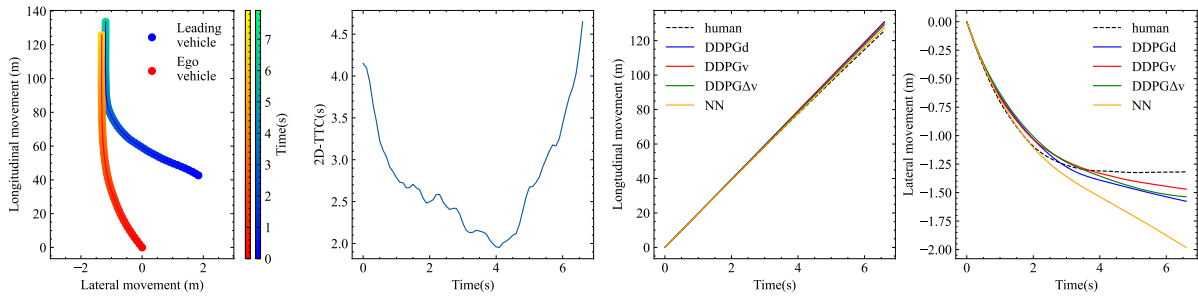 140
120
100
80
60
40
20
0
Longitudinal movement (m)
−2
0
2
Lateral movement (m)
Leading
vehicle
Ego
vehicle
7
6
5
4
3
2
1
0
Time(s)
4.5
4.0
3.5
3.0
2.5
2.0
2D-TTC(s)
0
2
4
6
Time(s)
120
100
80
60
40
20
0
Longtudinal movement (m)
human
DDPGd
DDPGv
DDPGΔv
NN
0
2
4
6
Time(s)
0.00
−0.25
−0.50
−0.75
−1.00
−1.25
−1.50
−1.75
−2.00
Lateral movement (m)
human
DDPGd
DDPGv
DDPGΔv
NN
0
2
4
6
Time(s)